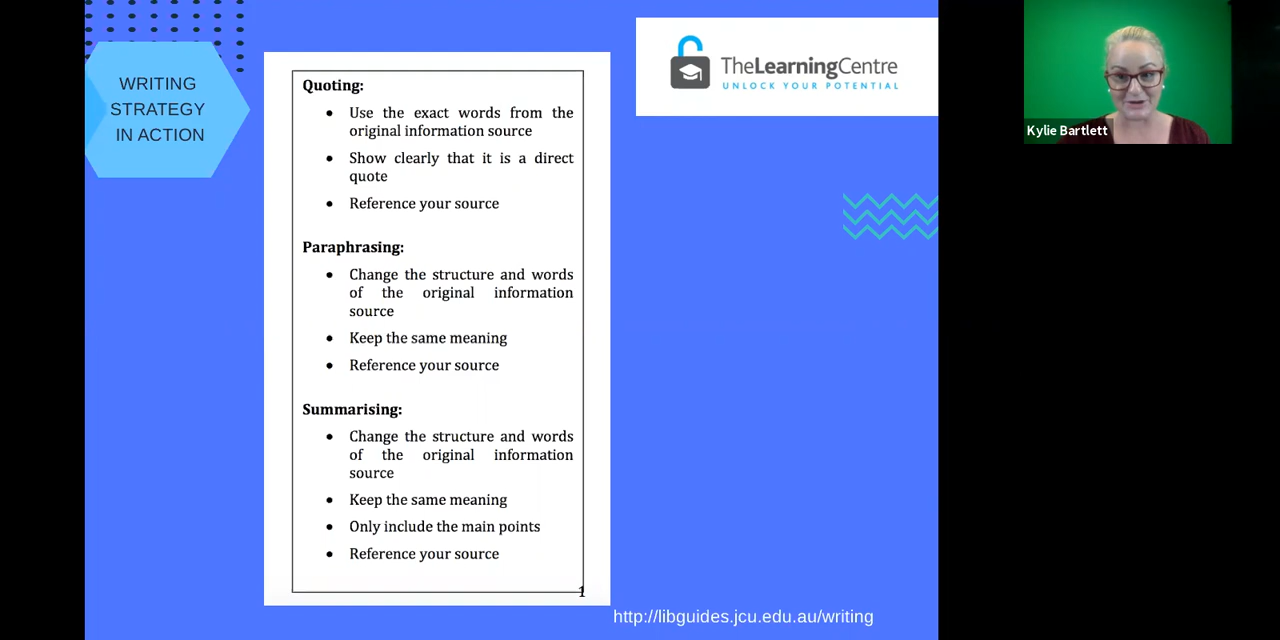 WRITING
STRATEGY
IN ACTION
Quoting:
• Use the exact words from the
original information source
• Show clearly that it is a direct
quote
• Reference your source
Paraphrasing:
• Change the structure and words
of the original information
source
• Keep the same meaning
• Reference your source
Summarising:
• Change the structure and words
of the original information
source
• Keep the same meaning
• Only include the main points
• Reference your source
1
TheLearningCentre
UNLOCK YOUR POTENTIAL
Kylie Bartlett
http://libguides.jcu.edu.au/writing